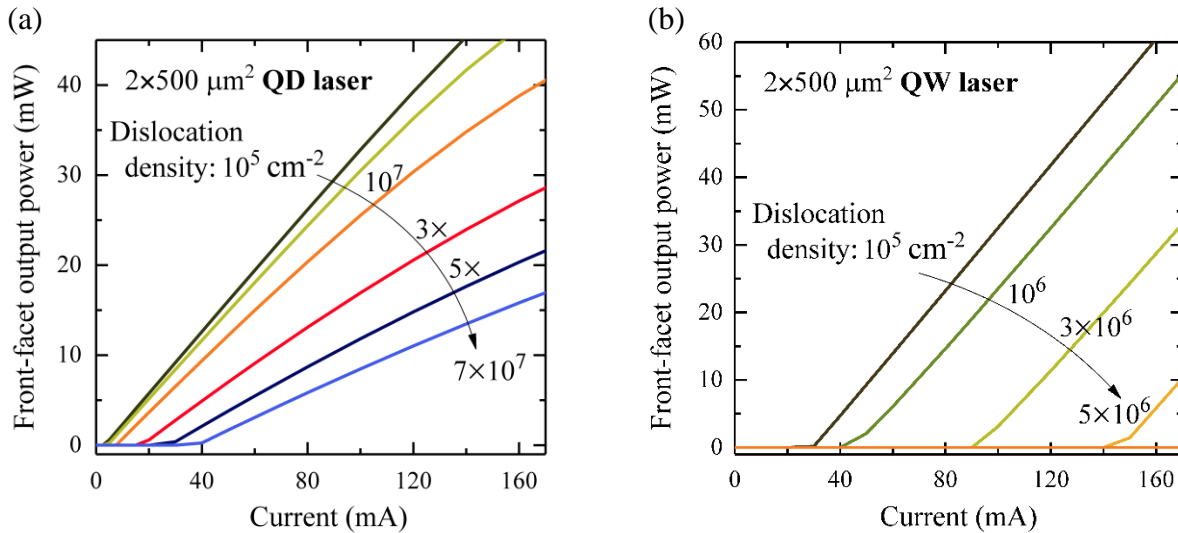 (a)
2×500 μm² QD laser
Dislocation
density: 10⁵ cm⁻²
10⁷
3×
5×
7×10⁷
40
30
20
10
0
0 40 80 120 160
Front-facet output power (mW)
Current (mA)
(b)
2×500 μm² QW laser
Dislocation
density: 10⁵ cm⁻²
10⁶
3×10⁶
5×10⁶
60
50
40
30
20
10
0
0 40 80 120 160
Front-facet output power (mW)
Current (mA)